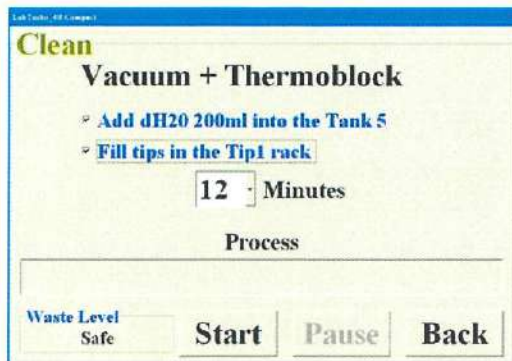 Clean
Vacuum + Thermoblock
Add dH20 200ml into the Tank 5
Fill tips in the Tip1 rack
12 Minutes
Process
Waste Level
Safe
Start Pause Back